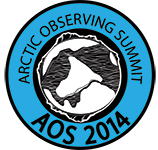 ARCTIC OBSERVING SUMMIT
AOS 2014